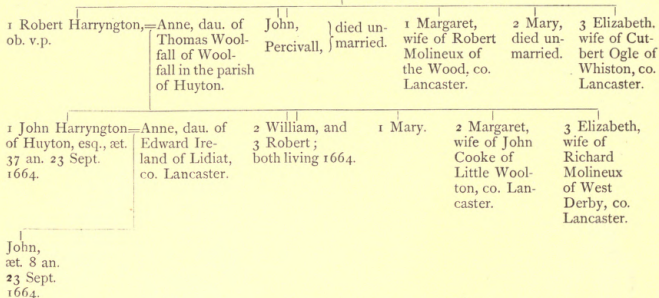 1 Robert Harryngton,=
ob. v.p.
Anne, dau. of
Thomas Wool-
fall of Wool-
fall in the parish
of Huyton.
John,
Percivall,
} died un-
married.
1 Margaret,
wife of Robert
Molineux of
the Wood, co.
Lancaster.
2 Mary,
died un-
married.
3 Elizabeth.
wife of Cut-
bert Ogle of
Whiston, co.
Lancaster.
1 John Harryngton=
of Huyton, esq., æt.
37 an. 23 Sept.
1664.
Anne, dau. of
Edward Ire-
land of Lidiat,
co. Lancaster.
2 William, and
3 Robert;
both living 1664.
1 Mary.
2 Margaret,
wife of John
Cooke of
Little Wool-
ton, co. Lan-
caster.
3 Elizabeth,
wife of
Richard
Molineux
of West
Derby, co.
Lancaster.
John,
æt. 8 an.
23 Sept.
1664.